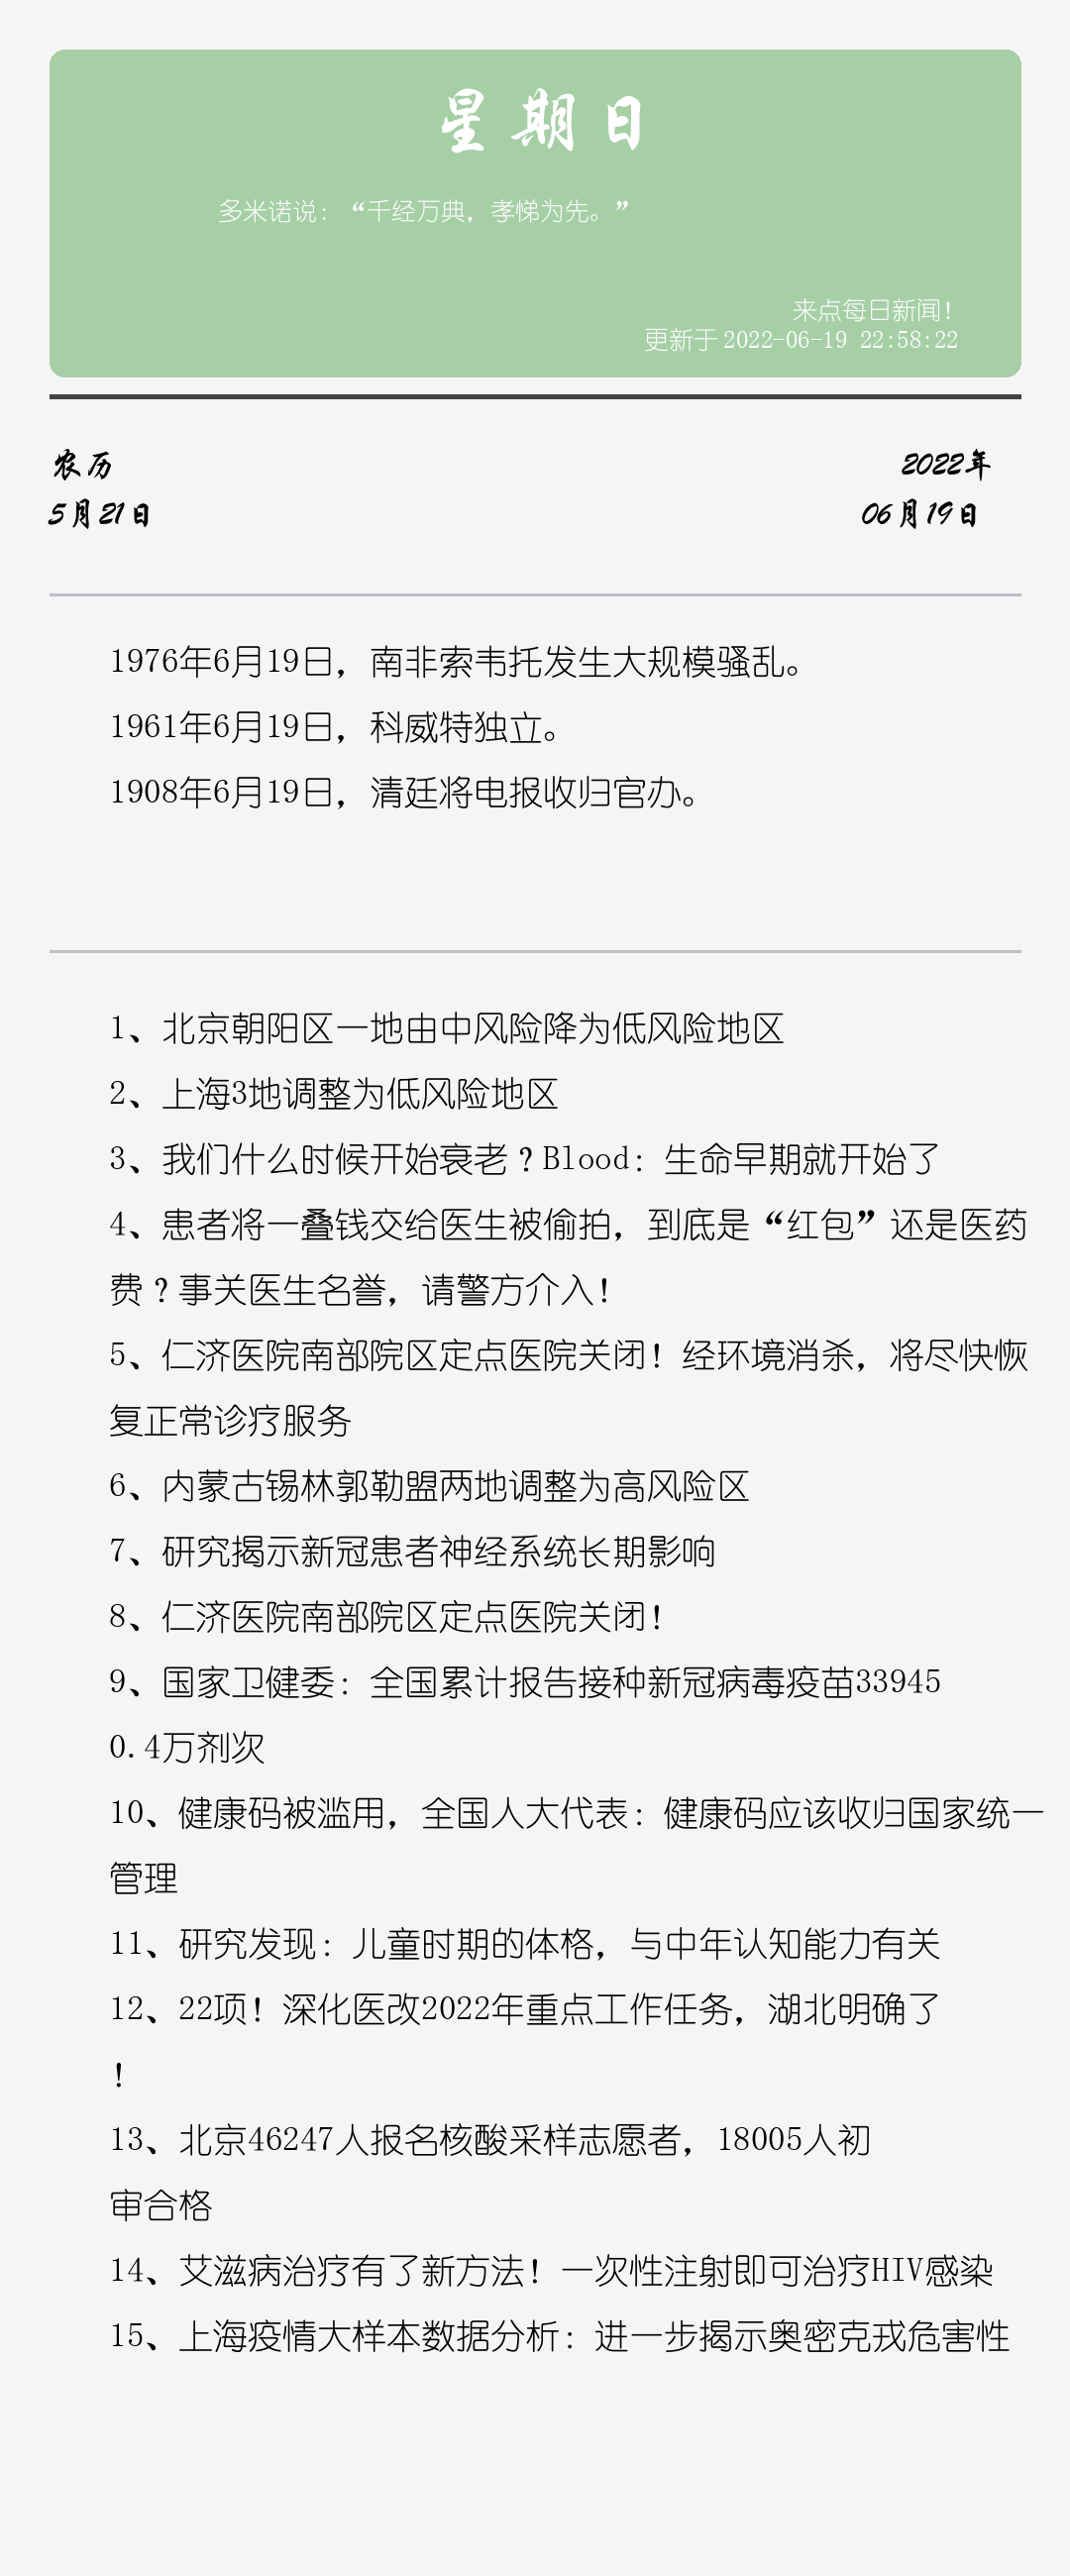 星期日
多米诺说：“千经万典，孝悌为先。”
来点每日新闻！
更新于 2022-06-19 22:58:22
农历
2022年
5月21日
06月19日
1976年6月19日，南非索韦托发生大规模骚乱。
1961年6月19日，科威特独立。
1908年6月19日，清廷将电报收归官办。
1、北京朝阳区一地由中风险降为低风险地区
2、上海3地调整为低风险地区
3、我们什么时候开始衰老？Blood：生命早期就开始了
4、患者将一叠钱交给医生被偷拍，到底是“红包”还是医药
费？事关医生名誉，请警方介入！
5、仁济医院南部院区定点医院关闭！经环境消杀，将尽快恢
复正常诊疗服务
6、内蒙古锡林郭勒盟两地调整为高风险区
7、研究揭示新冠患者神经系统长期影响
8、仁济医院南部院区定点医院关闭！
9、国家卫健委：全国累计报告接种新冠病毒疫苗33945
0.4万剂次
10、健康码被滥用，全国人大代表：健康码应该收归国家统一
管理
11、研究发现：儿童时期的体格，与中年认知能力有关
12、22项！深化医改2022年重点工作任务，湖北明确了
！
13、北京46247人报名核酸采样志愿者，18005人初
审合格
14、艾滋病治疗有了新方法！一次性注射即可治疗HIV感染
15、上海疫情大样本数据分析：进一步揭示奥密克戎危害性